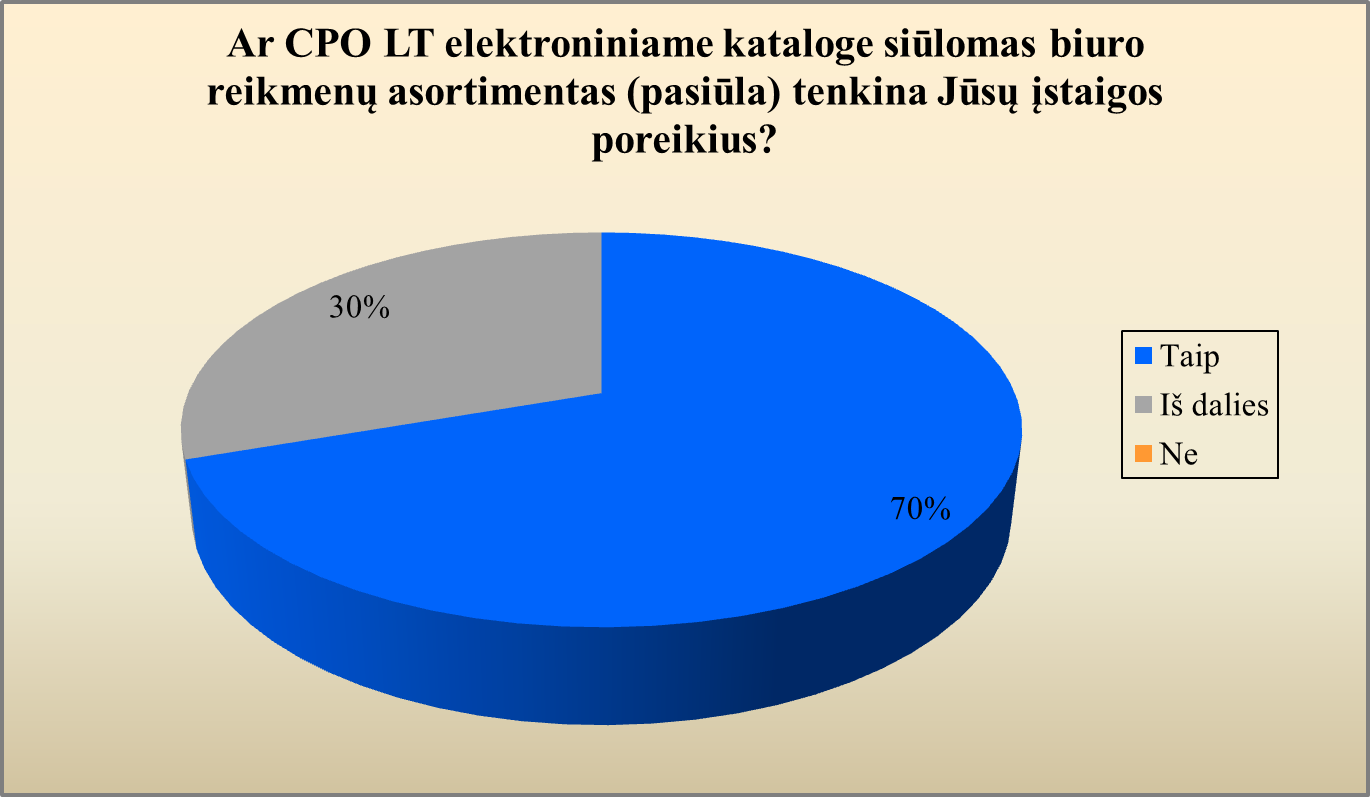 Ar CPO LT elektroniniame kataloge siūlomas biuro
reikmenų asortimentas (pasiūla) tenkina Jūsų įstaigos
poreikius?
30%
70%
Taip
Iš dalies
Ne